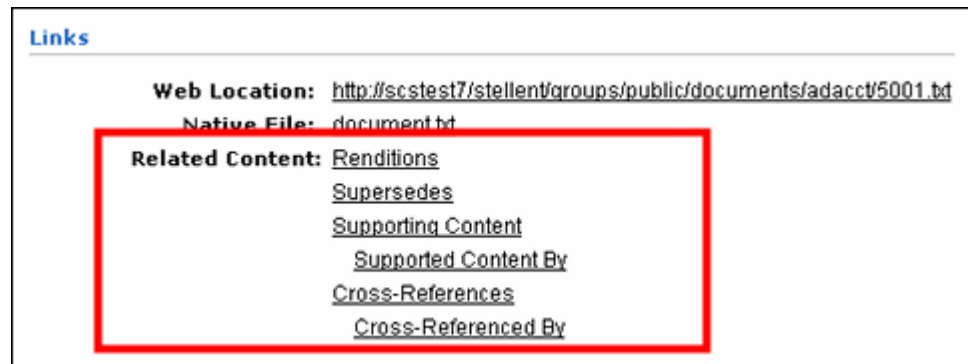 Links
Web Location: http://scstest7/stellent/groups/public/documents/adacct/5001.txt
Native File: document.txt
Related Content: Renditions
Supersedes
Supporting Content
Supported Content By
Cross-References
Cross-Referenced By